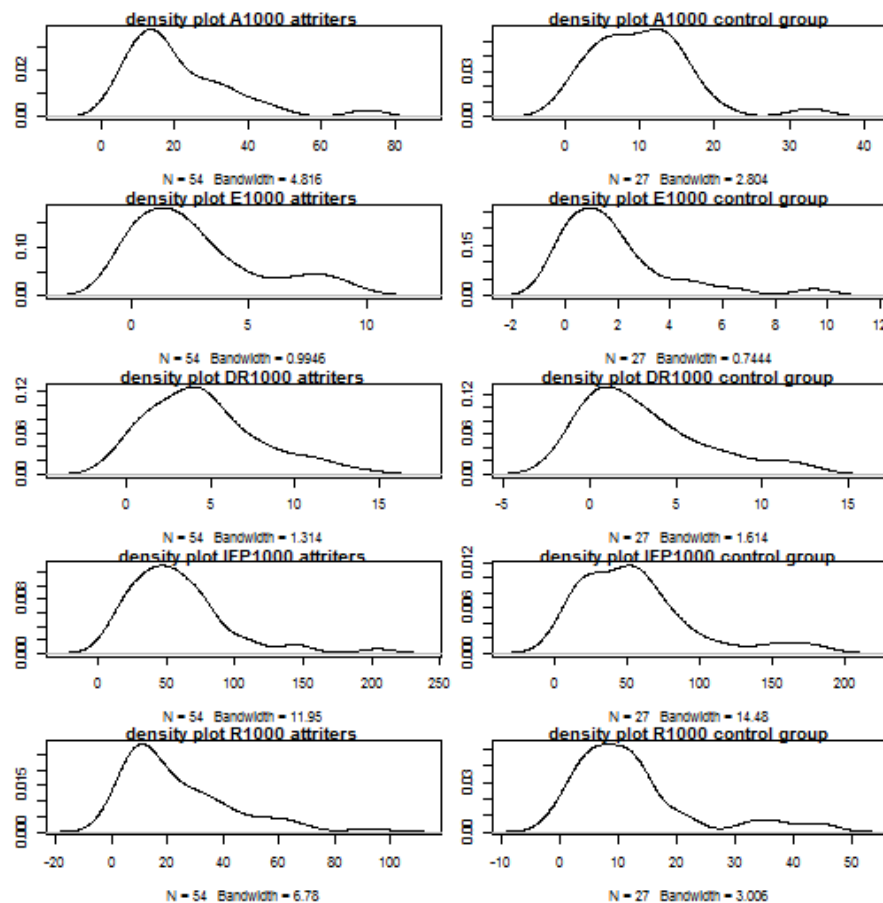 density plot A1000 attriters
density plot A1000 control group
0.00 0.02
0.00 0.03
0 20 40 60 80
0 10 20 30 40
N = 54 Bandwidth = 4.816
N = 27 Bandwidth = 2.804
density plot E1000 attriters
density plot E1000 control group
0.00 0.10
0.00 0.15
0 5 10
-2 0 2 4 6 8 10 12
N = 54 Bandwidth = 0.9946
N = 27 Bandwidth = 0.7444
density plot DR1000 attriters
density plot DR1000 control group
0.00 0.06 0.12
0.00 0.06 0.12
0 5 10 15
-5 0 5 10 15
N = 54 Bandwidth = 1.314
N = 27 Bandwidth = 1.614
density plot IFP1000 attriters
density plot IFP1000 control group
0.000 0.008
0.000 0.006 0.012
0 50 100 150 200 250
0 50 100 150 200
N = 54 Bandwidth = 11.95
N = 27 Bandwidth = 14.48
density plot R1000 attriters
density plot R1000 control group
0.000 0.015
0.00 0.03
-20 0 20 40 60 80 100
-10 0 10 20 30 40 50
N = 54 Bandwidth = 6.78
N = 27 Bandwidth = 3.006